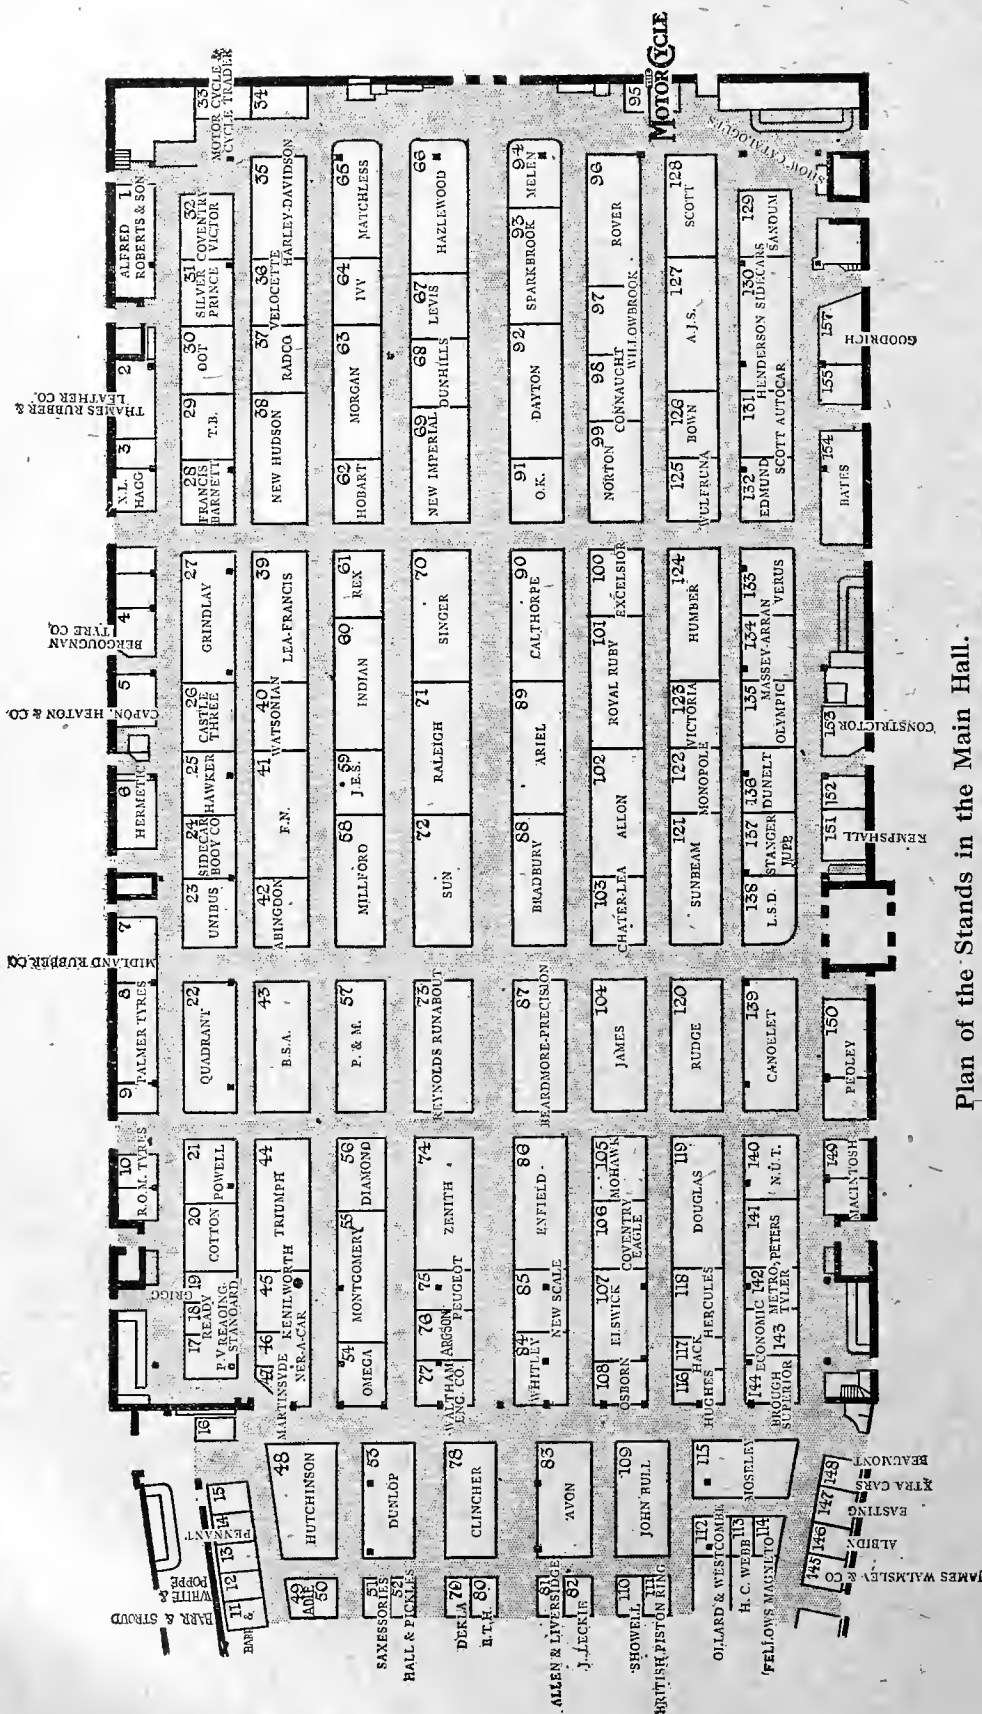 1
ALFRED
ROBERTS & SON
2
THAMES RUBBER &
LEATHER CO.
3
X.L.
HAGG
4
BERGOUGNAN
TYRE CO.
5
CAPON. HEATON & CO.
6
HERMETIC
7
MIDLAND RUBBER CO
8
9
PALMER TYRES
10
R.O.M. TYRES
11
12
13
14
15
BARR &
BARR & STROUD
WHITE &
POPPE
PENNANT
16
17
18
19
GRIGG
READY
P.V READING
STANDARD
20
COTTON
21
POWELL
22
QUADRANT
23
UNIBUS
24
SIDECAR
BODY CO
25
HAWKER
26
CASTLE
THREE
27
GRINDLAY
28
FRANCIS
BARNETT
29
T.B.
30
OOT
31
SILVER
PRINCE
32
COVENTRY
VICTOR
33
MOTOR CYCLE &
CYCLE TRADER
34
35
HARLEY-DAVIDSON
36
VELOCETTE
37
RADCO
38
NEW HUDSON
39
LEA-FRANCIS
40
WATSONIAN
41
F.N.
42
ABINGDON
43
B.S.A.
44
TRIUMPH
45
KENILWORTH
46
NER-A-CAR
47
MARTINSYDE
48
HUTCHINSON
49
50
51
SAXESSORIES
52
HALL & PICKLES
53
DUNLOP
54
OMEGA
55
MONTGOMERY
56
DIAMOND
57
P. & M.
58
MILLFORD
59
J.E.S.
60
INDIAN
61
REX
62
HOBART
63
MORGAN
64
IVY
65
MATCHLESS
66
HAZLEWOOD
67
LEVIS
68
DUNHILLS
69
NEW IMPERIAL
70
SINGER
71
RALEIGH
72
SUN
73
REYNOLDS RUNABOUT
74
ZENITH
75
PEUGEOT
76
ARGSON
77
WALTHAM
ENG. CO.
78
CLINCHER
79
DEKLA
80
B.T.H.
81
ALLEN & LIVERSIDGE
82
J. LECKIE
83
AVON
84
WHITLEY
85
NEW SCALE
86
ENFIELD
87
BEARDMORE-PRECISION
88
BRADBURY
89
ARIEL
90
CALTHORPE
91
O.K.
92
DAYTON
93
SPARKBROOK
94
MELEN
95
THE
MOTOR CYCLE
96
ROVER
97
WILLOWBROOK
98
CONNAUGHT
99
NORTON
100
EXCELSIOR
101
ROYAL RUBY
102
ALLON
103
CHATER-LEA
104
JAMES
105
MOHAWK
106
COVENTRY
EAGLE
107
ELSWICK
108
OSBORN
109
JOHN BULL
110
SHOWELL
111
BRITISH PISTON RING
112
OLLARD & WESTCOMBE
113
H. C. WEBB
114
FELLOWS MAGNETO
115
MOSELEY
116
HUGHES
117
HACK
118
HERCULES
119
DOUGLAS
120
RUDGE
121
SUNBEAM
122
MONOPOLE
123
VICTORIA
124
HUMBER
125
WULFRUNA
126
BOWN
127
A.J.S.
128
SCOTT
129
SANDUM
130
HENDERSON SIDECARS
131
SCOTT AUTOCAR
132
EDMUND
133
VERUS
134
MASSEY-ARRAN
135
OLYMPIC
136
DUNELT
137
STANGER
JUPP
138
L.S.D.
139
CANOELET
140
N.U.T.
141
PETERS
142
METRO,
TYLER
143
ECONOMIC
144
BROUGH
SUPERIOR
145
JAMES WALMSLEY & CO
146
ALBION
147
EASTING
XTRA CARS
148
BEAUMONT
149
MACINTOSH
150
PEDLEY
151
152
KEMPSHALL
153
CONSTRICTOR
154
BATES
155
157
GOODRICH
SHOW CATALOGUES
Plan of the Stands in the Main Hall.